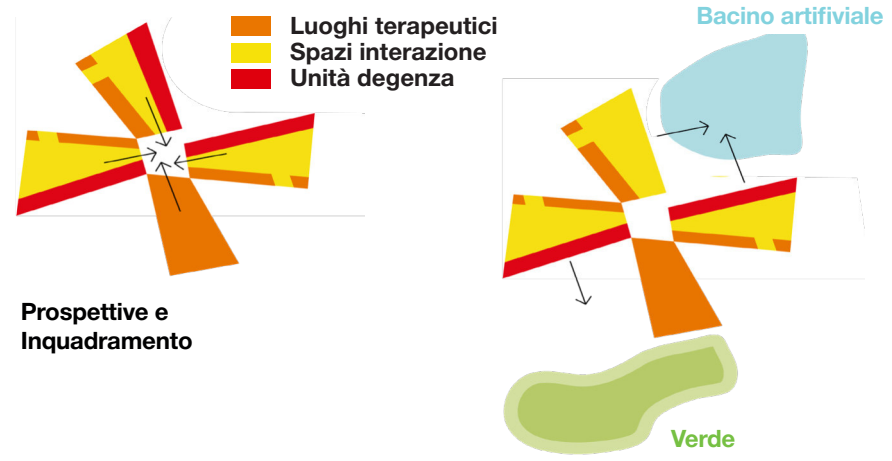 Bacino artifiviale
Luoghi terapeutici
Spazi interazione
Unità degenza
Prospettive e
Inquadramento
Verde